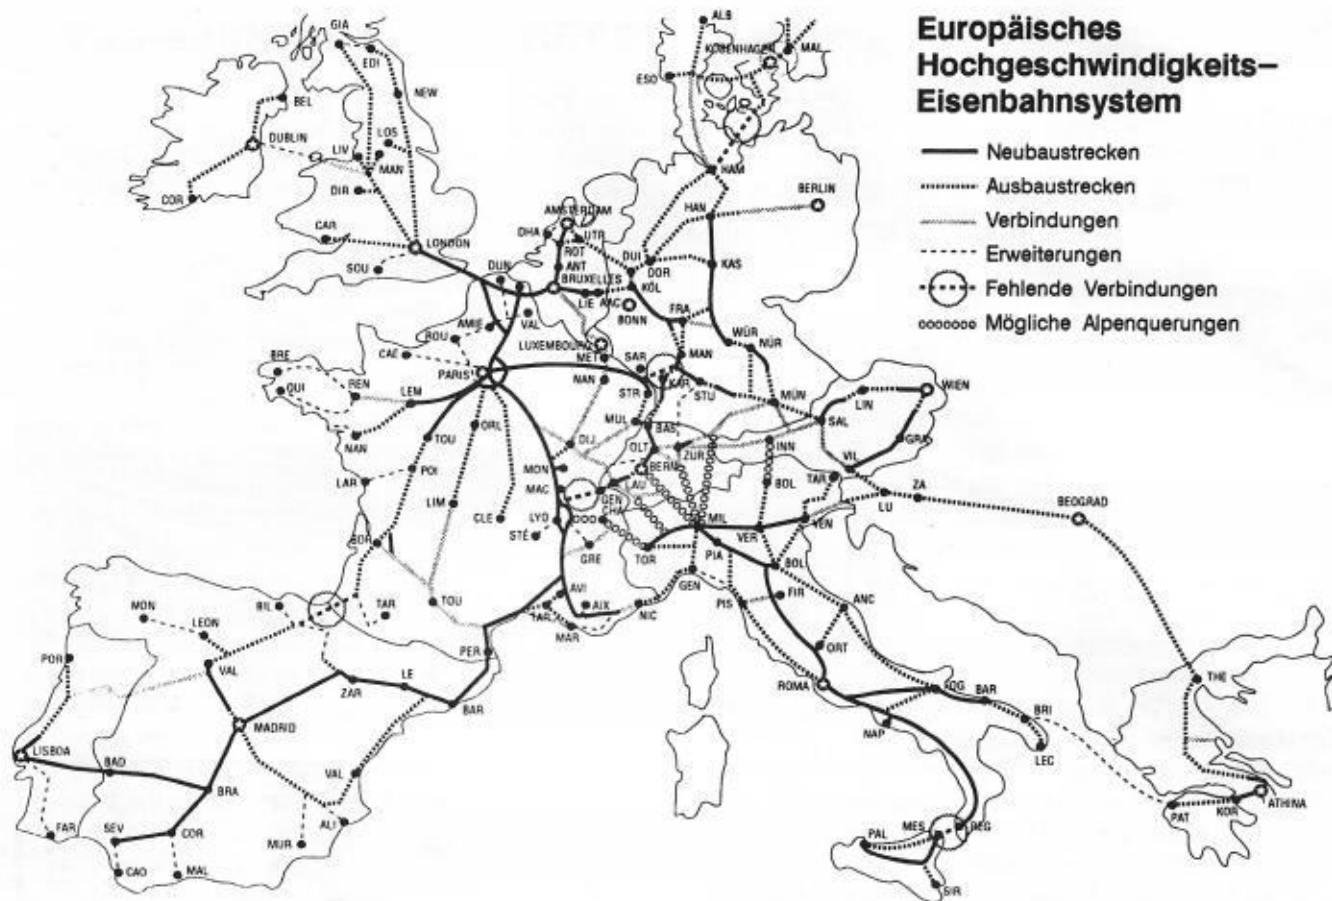 Europäisches
Hochgeschwindigkeits–
Eisenbahnsystem
Neubaustrecken
Ausbaustrecken
Verbindungen
Erweiterungen
Fehlende Verbindungen
Mögliche Alpenquerungen
GIA
EDI
NEW
BEL
DUBLIN
COR
LOS
LIV
MAN
DIR
CAR
LONDON
SOU
ALB
KOBENHAGEN
MAL
ESO
HAM
BERLIN
HAN
AMSTERDAM
DHA
UTR
ROT
ANT
BRUXELLES
DUI
DOR
KAS
DUN
LIE
AAC
KÖL
BONN
FRA
VAL
AMIE
ROU
LUXEMBOURG
WÜR
NÜR
CAE
MET
SAR
MAN
BRE
QUI
REN
LEM
PARIS
NAN
KAR
STU
STR
MÜN
LIN
WIEN
NAN
TOU
ORL
MUL
BAS
SAL
DIJ
OLT
ZÜR
INN
GRA
MON
BERN
VIL
POI
LAR
MAC
LAU
GEN
BOL
TAR
LIM
CLE
CHA
LYO
MIL
VER
VEN
LU
ZA
BEOGRAD
STÉ
GRE
TOR
PIA
BOL
BOR
GEN
MON
LEON
BIL
TAR
TOU
AVI
TAR
AIX
MAR
NIC
PIS
FIR
ANC
POR
VAL
PER
ORT
ZAR
LE
BAR
ROMA
FOG
BAR
BRI
THE
MADRID
NAP
LEC
LISBOA
BAD
VAL
BRA
SEV
COR
ALI
MUR
FAR
CAO
MAL
PAL
MES
REG
SIR
PAT
KOR
ATHINA